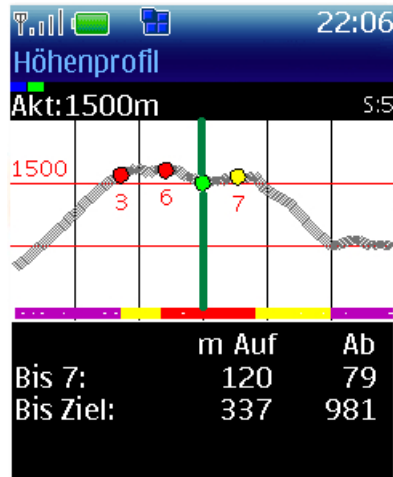 22:06
Höhenprofil
Akt:1500m S:5
1500
3 6 7
m Auf Ab
Bis 7: 120 79
Bis Ziel: 337 981